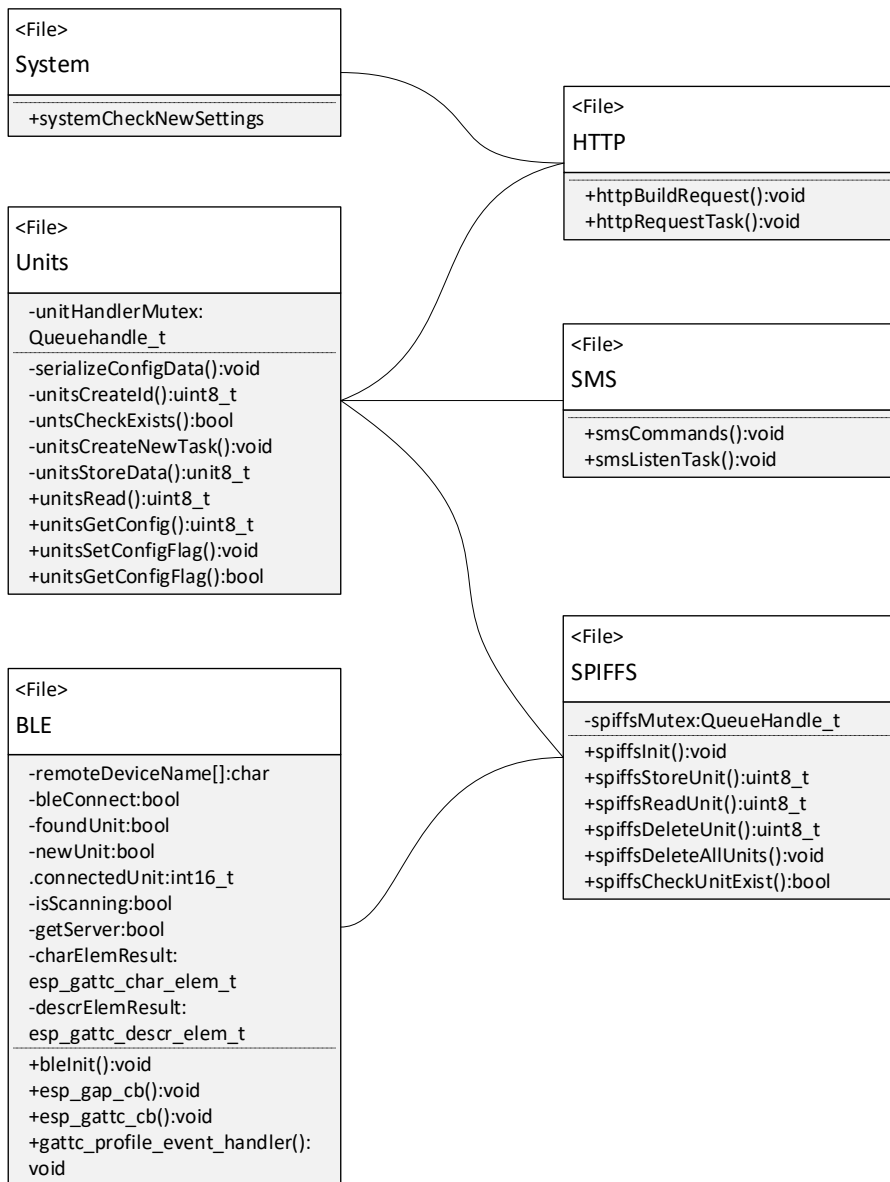 <File>
System
+systemCheckNewSettings
<File>
Units
-unitHandlerMutex:
Queuehandle_t
-serializeConfigData():void
-unitsCreateId():uint8_t
-untsCheckExists():bool
-unitsCreateNewTask():void
-unitsStoreData():unit8_t
+unitsRead():uint8_t
+unitsGetConfig():uint8_t
+unitsSetConfigFlag():void
+unitsGetConfigFlag():bool
<File>
BLE
-remoteDeviceName[]:char
-bleConnect:bool
-foundUnit:bool
-newUnit:bool
.connectedUnit:int16_t
-isScanning:bool
-getServer:bool
-charElemResult:
esp_gattc_char_elem_t
-descrElemResult:
esp_gattc_descr_elem_t
+bleInit():void
+esp_gap_cb():void
+esp_gattc_cb():void
+gattc_profile_event_handler():
void
<File>
HTTP
+httpBuildRequest():void
+httpRequestTask():void
<File>
SMS
+smsCommands():void
+smsListenTask():void
<File>
SPIFFS
-spiffsMutex:QueueHandle_t
+spiffsInit():void
+spiffsStoreUnit():uint8_t
+spiffsReadUnit():uint8_t
+spiffsDeleteUnit():uint8_t
+spiffsDeleteAllUnits():void
+spiffsCheckUnitExist():bool